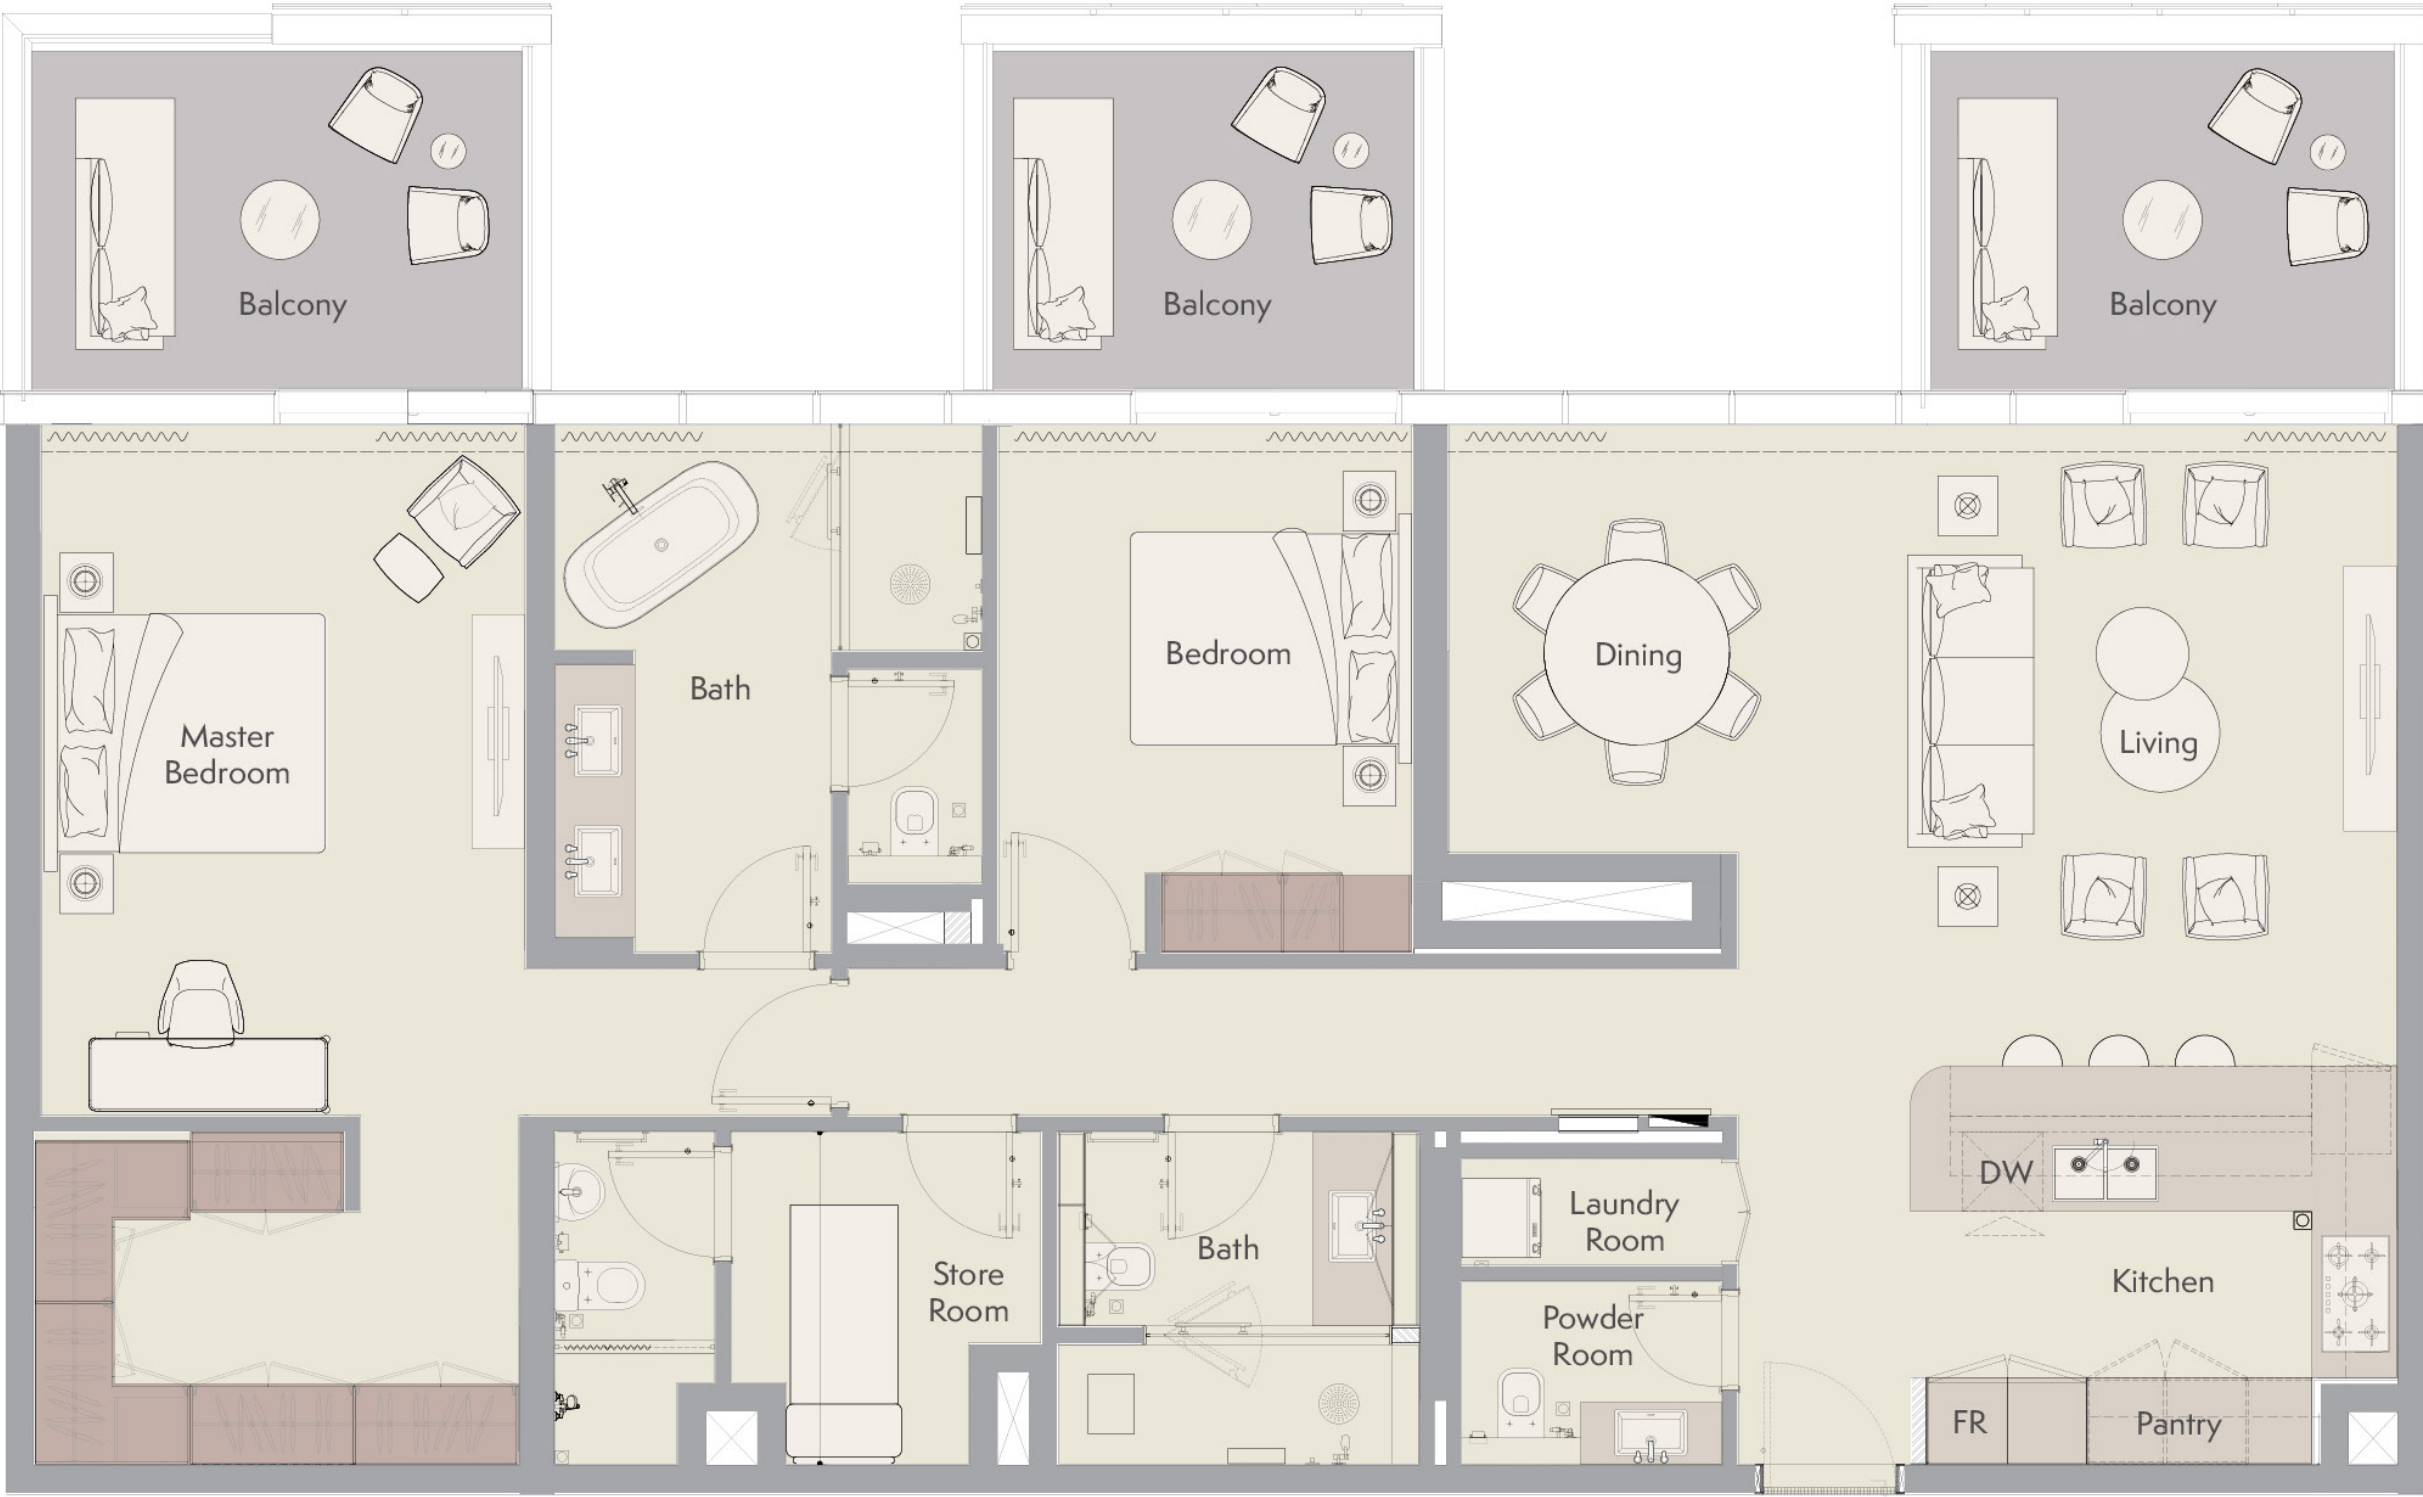 Balcony
Balcony
Balcony
Master
Bedroom
Bath
Bedroom
Dining
Living
Store
Room
Bath
Laundry
Room
Powder
Room
DW
Kitchen
FR
Pantry